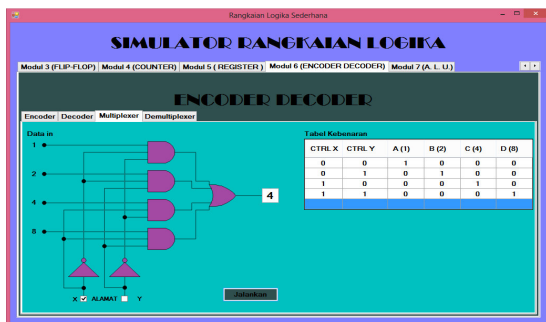 Rangkaian Logika Sederhana
SIMULATOR RANGKAIAN LOGIKA
Modul 3 (FLIP-FLOP) Modul 4 (COUNTER) Modul 5 ( REGISTER ) Modul 6 (ENCODER DECODER) Modul 7 (A. L. U.)
ENCODER DECODER
Encoder Decoder Multiplexer Demultiplexer
Data in
1
2
4
8
4
X ALAMAT Y
Jalankan
Tabel Kebenaran
CTRL X CTRL Y A (1) B (2) C (4) D (8)
0 0 1 0 0 0
0 1 0 1 0 0
1 0 0 0 1 0
1 1 0 0 0 1